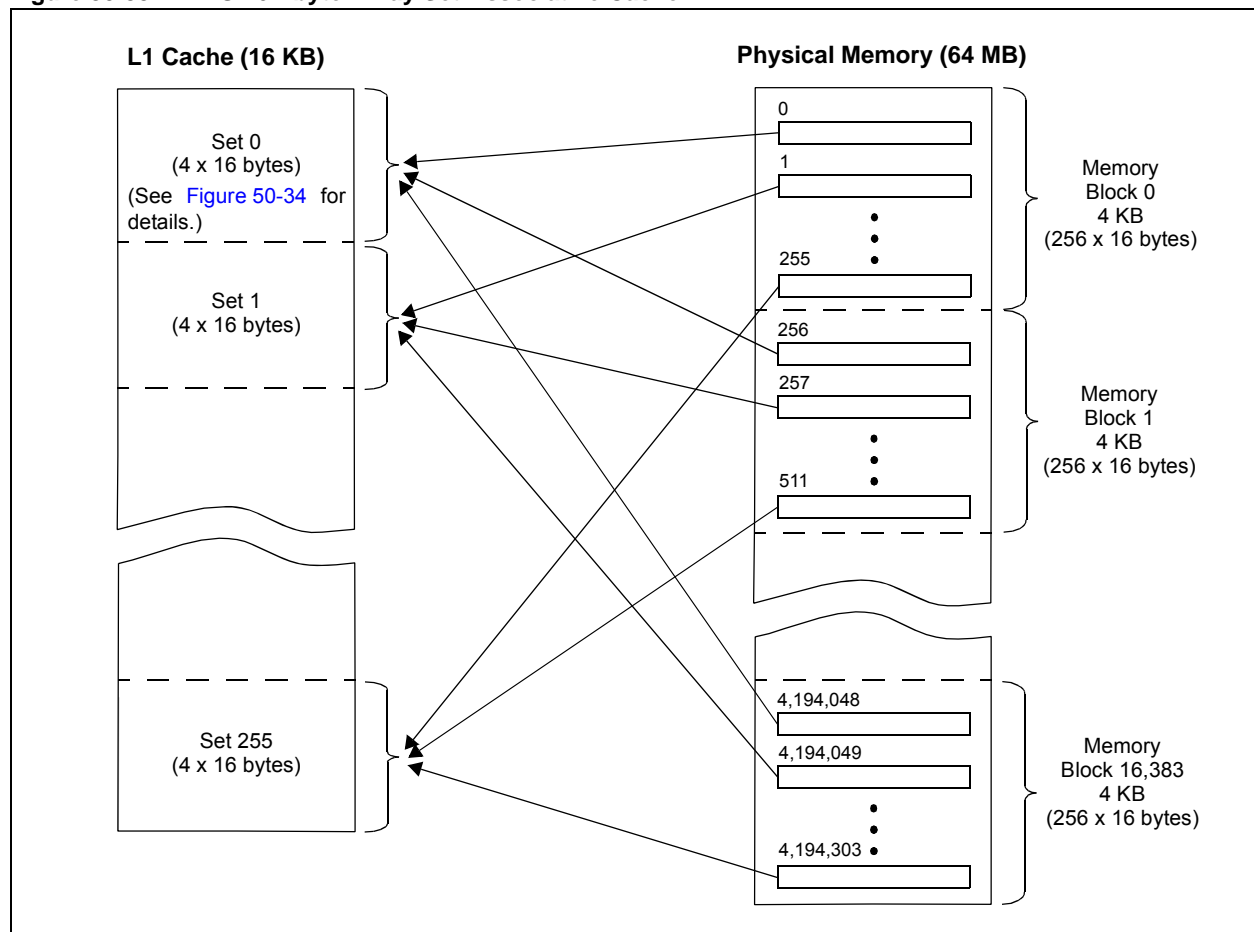 L1 Cache (16 KB)
Set 0
(4 x 16 bytes)
(See Figure 50-34 for
details.)
Set 1
(4 x 16 bytes)
Set 255
(4 x 16 bytes)
Physical Memory (64 MB)
0
1
255
256
257
511
4,194,048
4,194,049
4,194,303
Memory
Block 0
4 KB
(256 x 16 bytes)
Memory
Block 1
4 KB
(256 x 16 bytes)
Memory
Block 16,383
4 KB
(256 x 16 bytes)